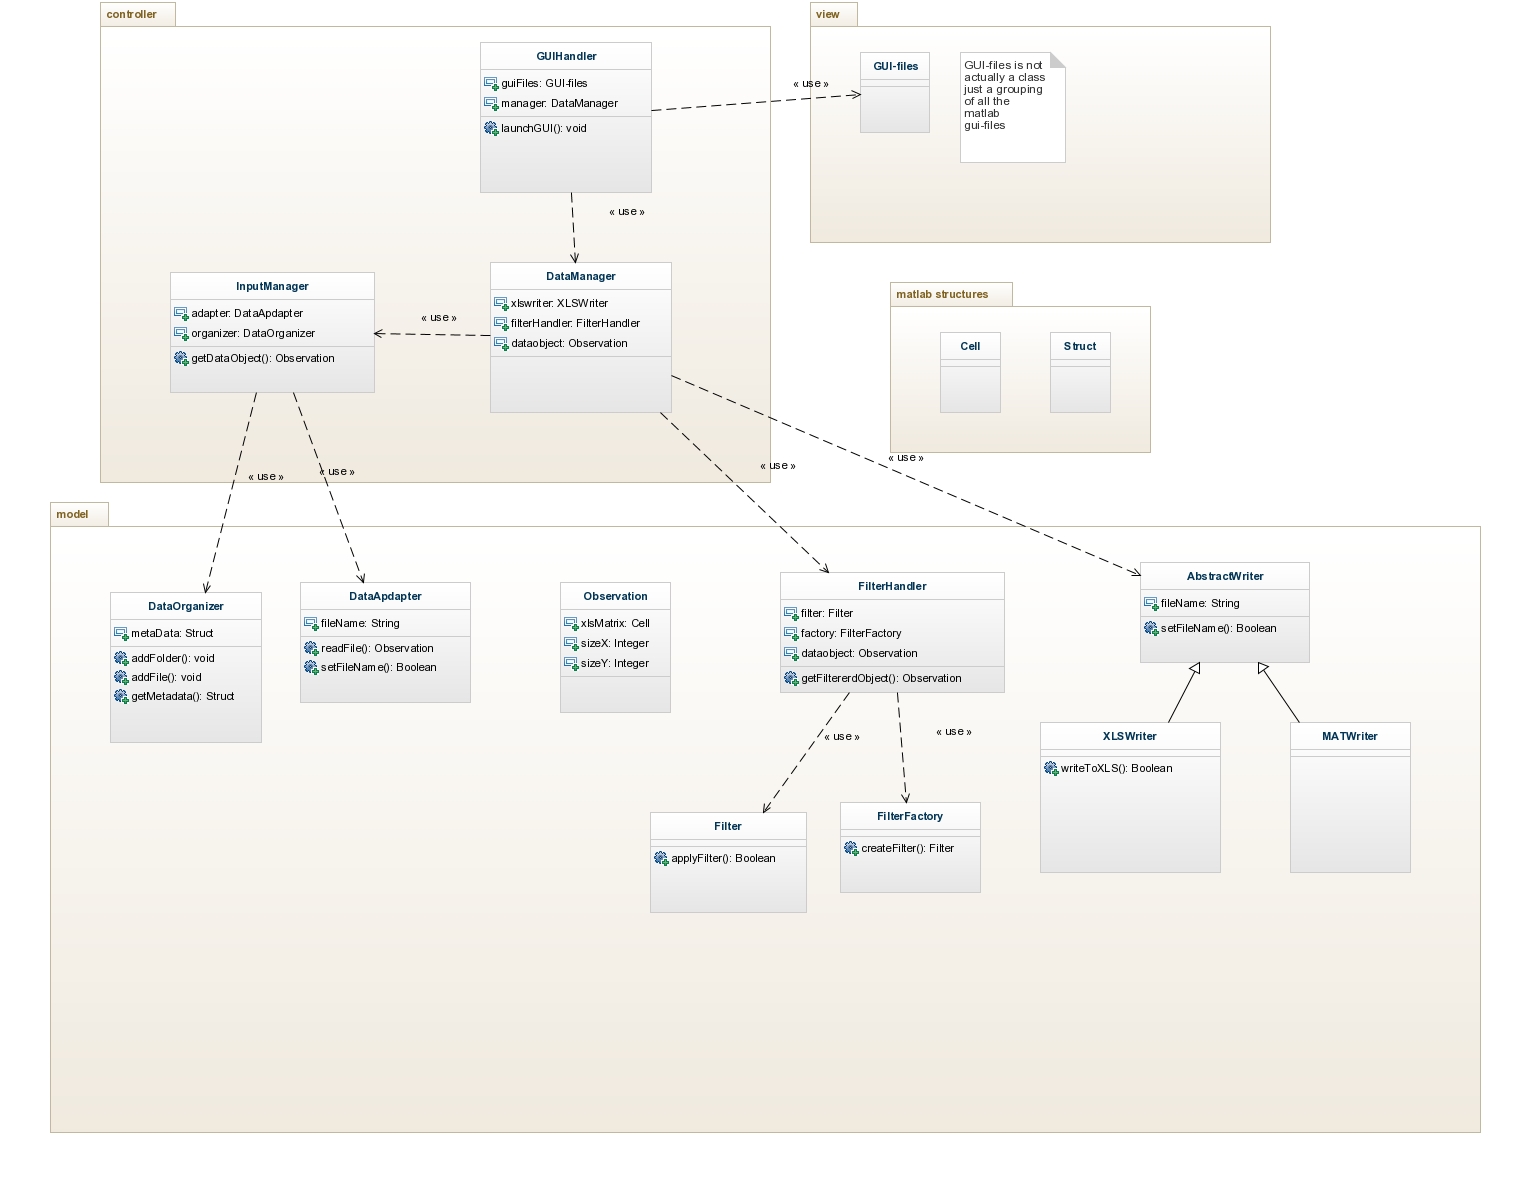 controller
GUIHandler
guiFiles: GUI-files
manager: DataManager
launchGUI(): void
« use »
« use »
InputManager
adapter: DataApdapter
organizer: DataOrganizer
getDataObject(): Observation
« use »
DataManager
xlswriter: XLSWriter
filterHandler: FilterHandler
dataobject: Observation
view
GUI-files
GUI-files is not
actually a class
just a grouping
of all the
matlab
gui-files
matlab structures
Cell
Struct
« use »
« use »
« use »
« use »
model
DataOrganizer
metaData: Struct
addFolder(): void
addFile(): void
getMetadata(): Struct
DataApdapter
fileName: String
readFile(): Observation
setFileName(): Boolean
Observation
xlsMatrix: Cell
sizeX: Integer
sizeY: Integer
FilterHandler
filter: Filter
factory: FilterFactory
dataobject: Observation
getFiltererdObject(): Observation
AbstractWriter
fileName: String
setFileName(): Boolean
« use »
« use »
Filter
applyFilter(): Boolean
FilterFactory
createFilter(): Filter
XLSWriter
writeToXLS(): Boolean
MATWriter